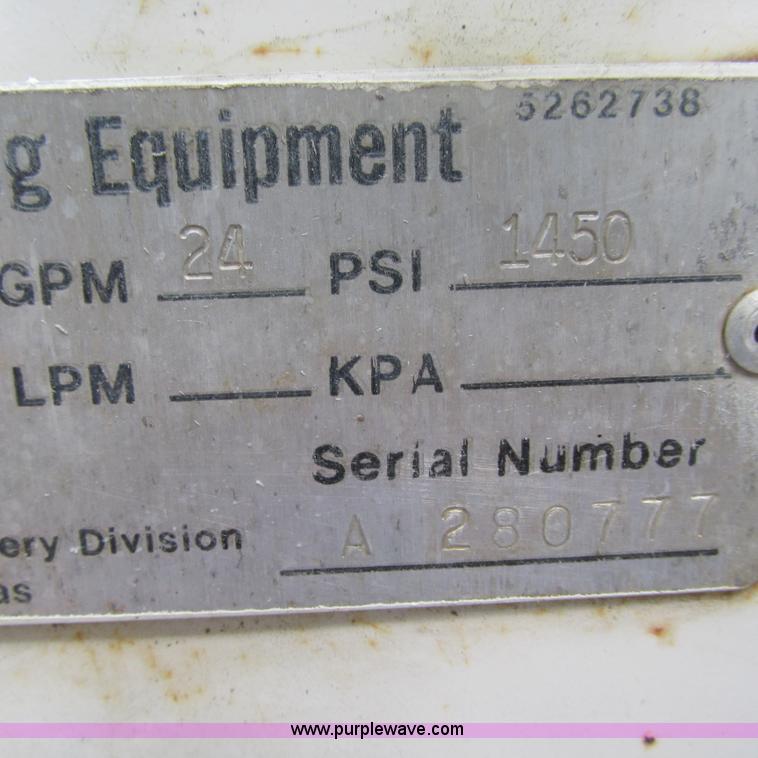 5262738
g Equipment
GPM 24 PSI 1450
LPM KPA
Serial Number
ery Division A 280777
as
www.purplewave.com